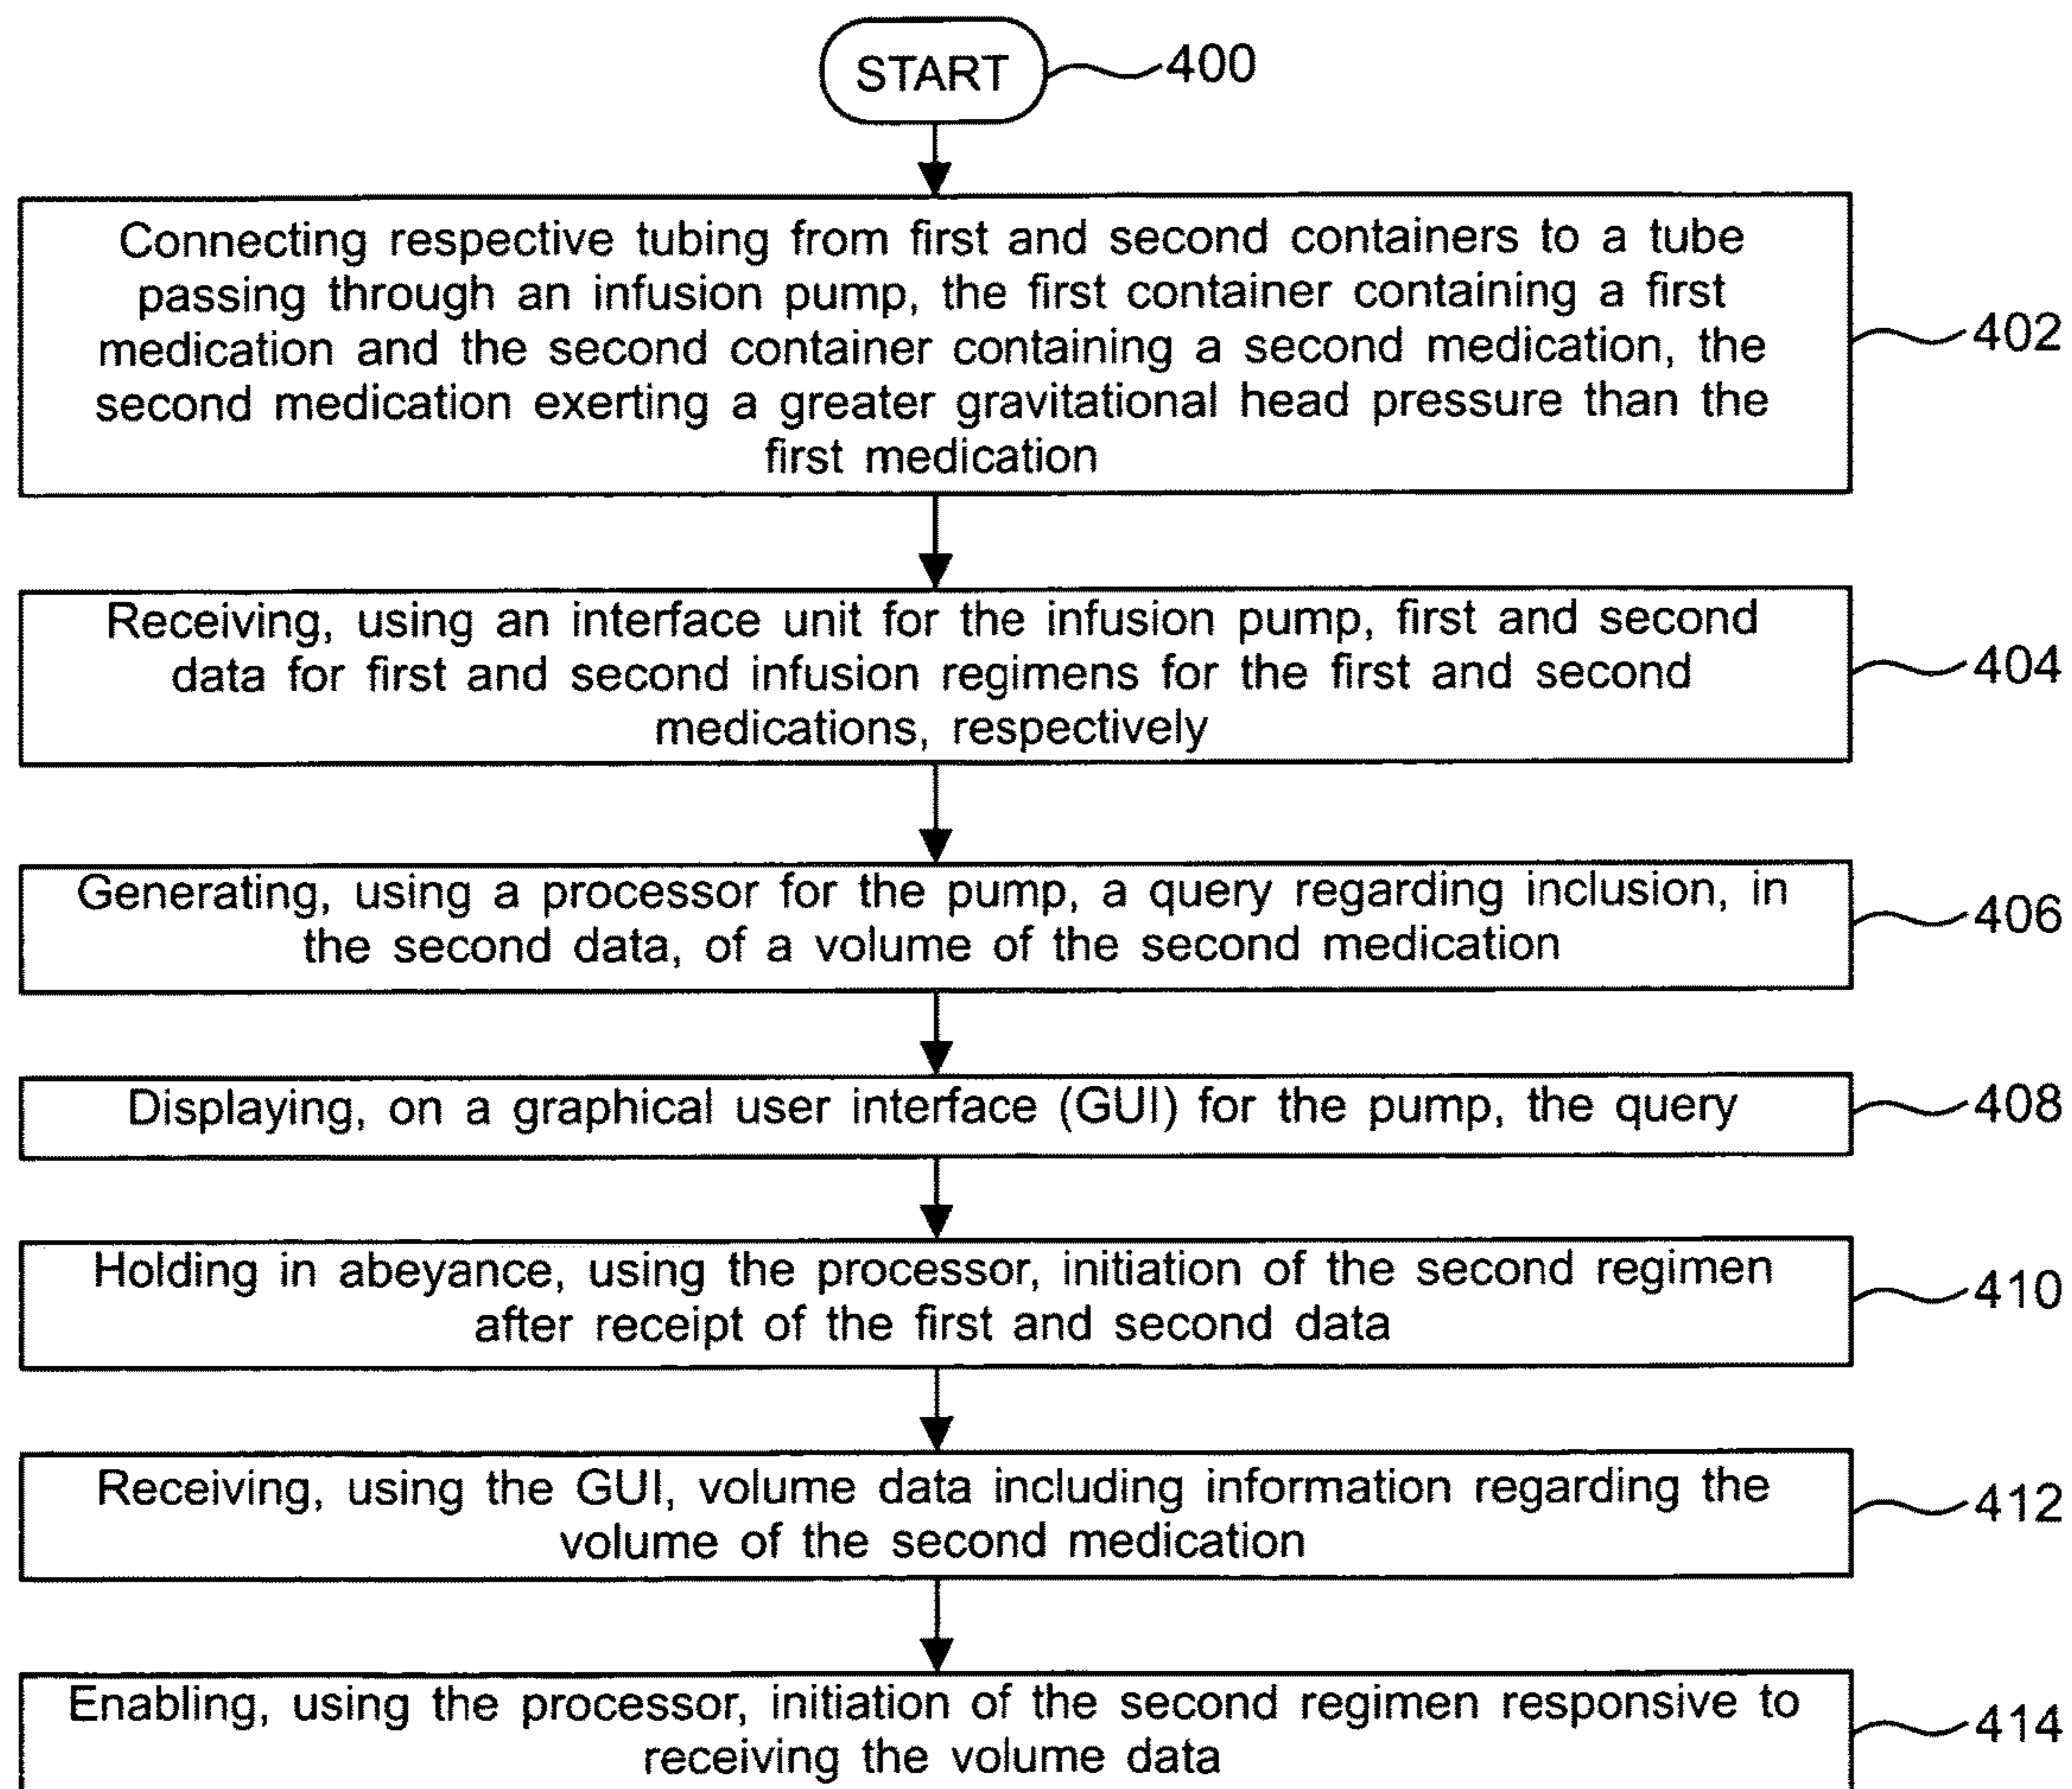 START
400
Connecting respective tubing from first and second containers to a tube
passing through an infusion pump, the first container containing a first
medication and the second container containing a second medication, the
second medication exerting a greater gravitational head pressure than the
first medication
402
Receiving, using an interface unit for the infusion pump, first and second
data for first and second infusion regimens for the first and second
medications, respectively
404
Generating, using a processor for the pump, a query regarding inclusion, in
the second data, of a volume of the second medication
406
Displaying, on a graphical user interface (GUI) for the pump, the query
408
Holding in abeyance, using the processor, initiation of the second regimen
after receipt of the first and second data
410
Receiving, using the GUI, volume data including information regarding the
volume of the second medication
412
Enabling, using the processor, initiation of the second regimen responsive to
receiving the volume data
414